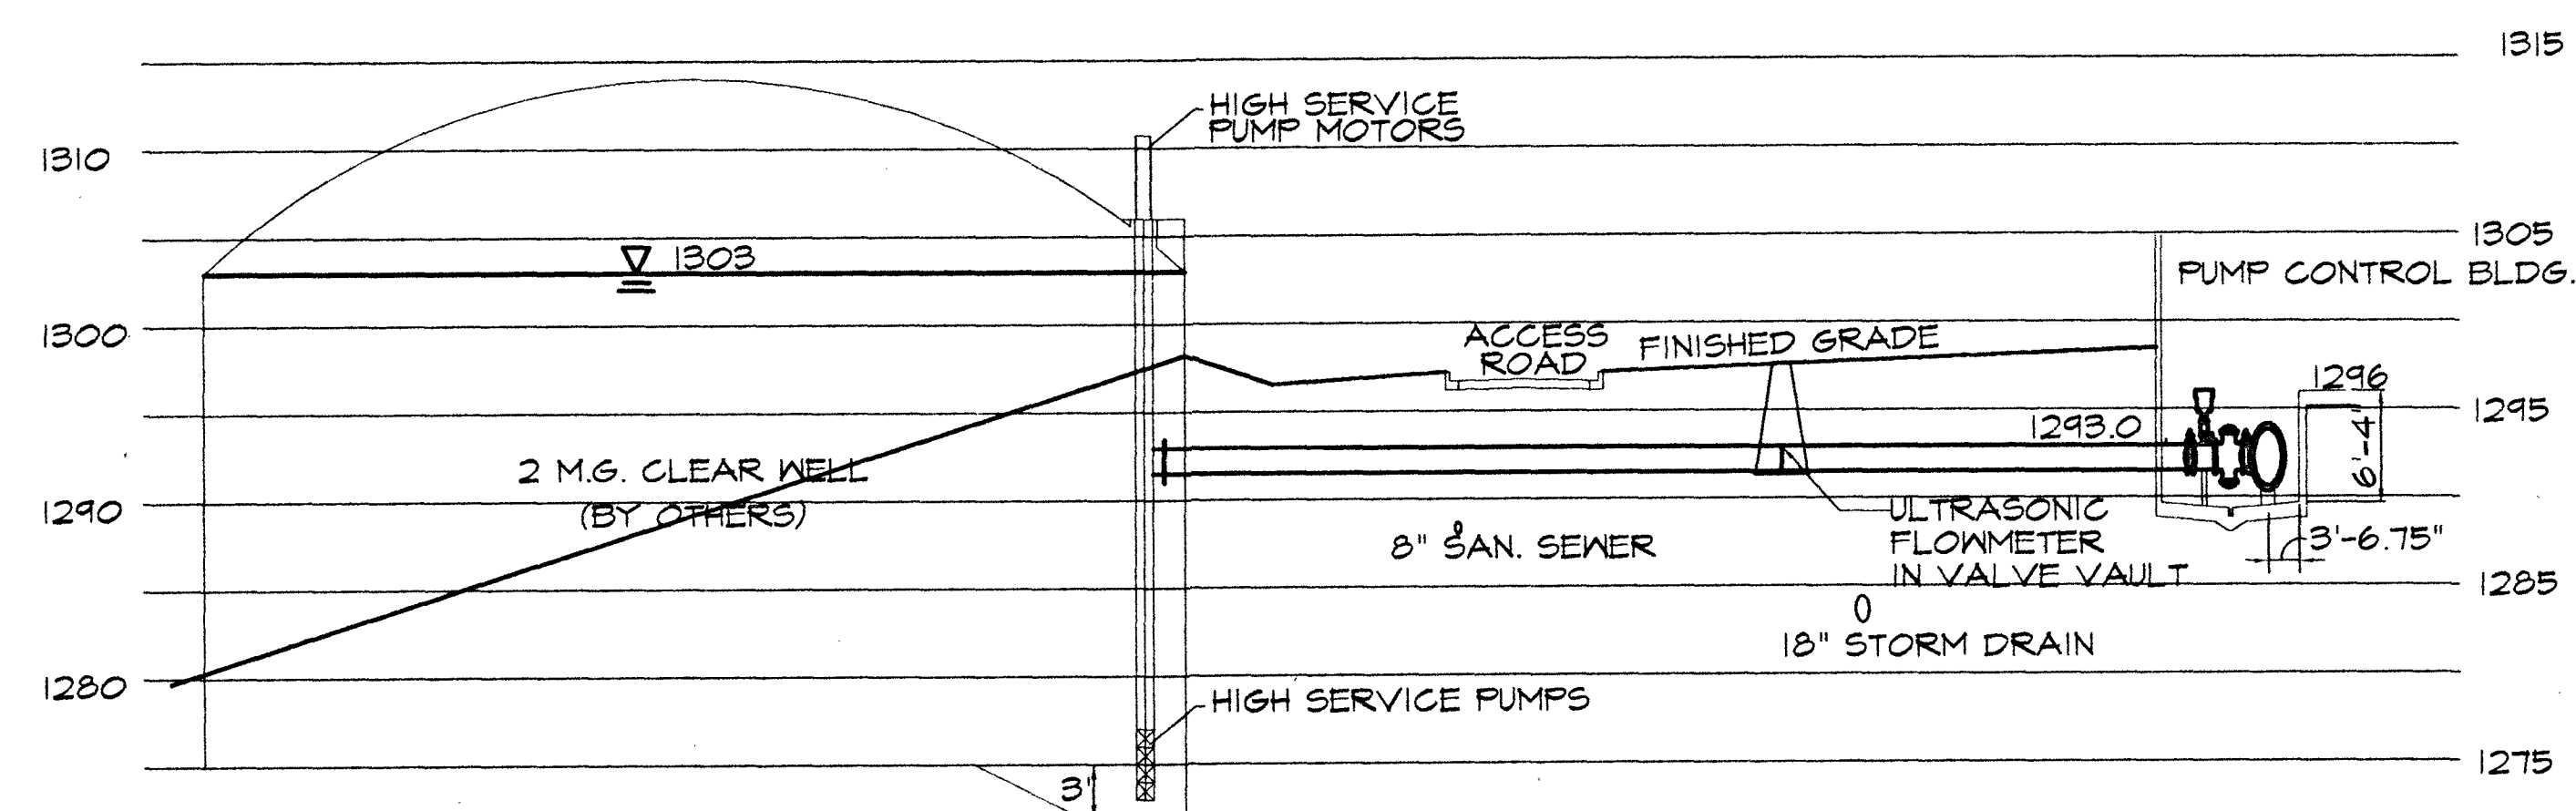 1315
HIGH SERVICE
PUMP MOTORS
1310
1305
1303
PUMP CONTROL BLDG.
1300
ACCESS
ROAD
FINISHED GRADE
1296
1295
1293.0
6'-4"
2 M.G. CLEAR WELL
(BY OTHERS)
1290
ULTRASONIC
FLOWMETER
IN VALVE VAULT
8" SAN. SEWER
3'-6.75"
1285
18" STORM DRAIN
1280
HIGH SERVICE PUMPS
1275
3'